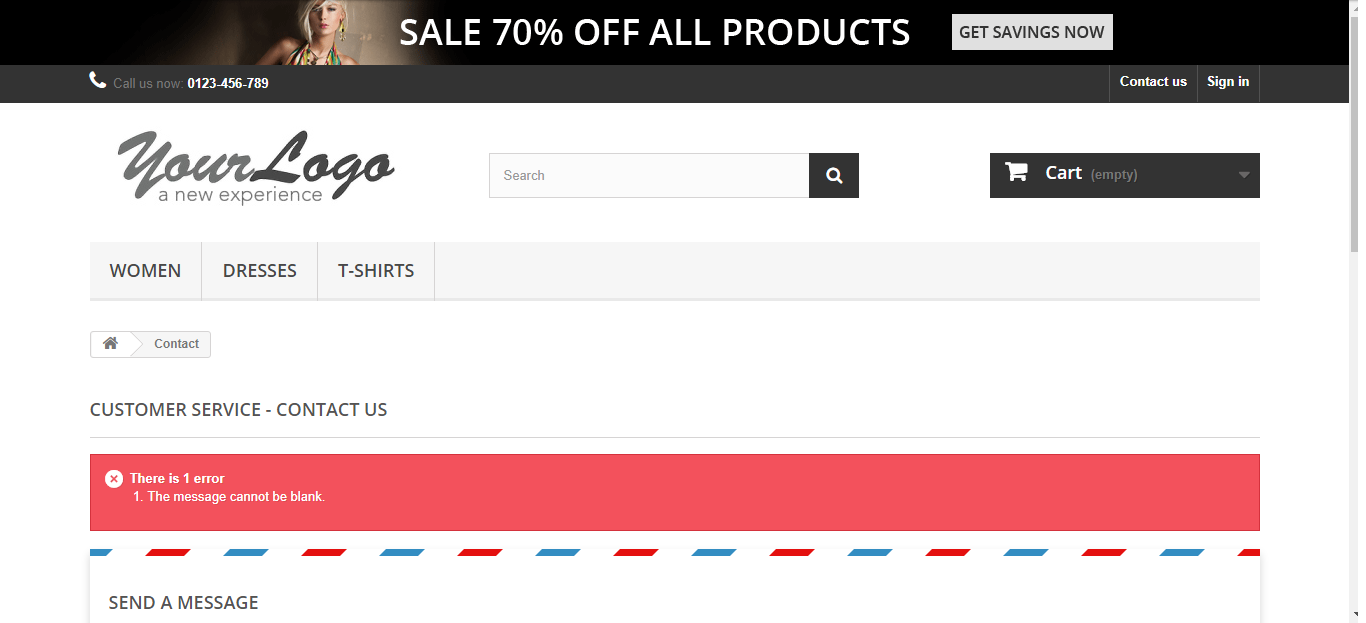 SALE 70% OFF ALL PRODUCTS GET SAVINGS NOW
Call us now: 0123-456-789 Contact us Sign in
Your Logo
a new experience
Search
Cart (empty)
WOMEN DRESSES T-SHIRTS
Contact
CUSTOMER SERVICE - CONTACT US
There is 1 error
1. The message cannot be blank.
SEND A MESSAGE